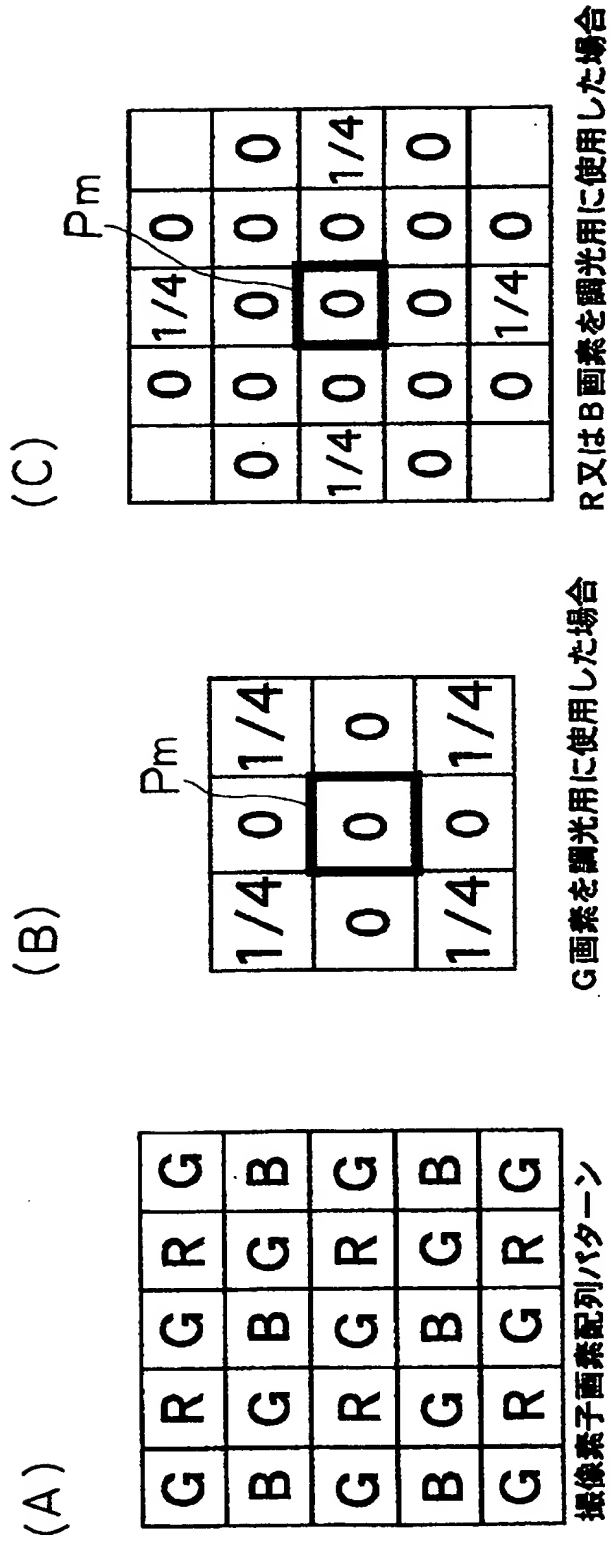 (A)
G R G R G
B G B G B
G R G R G
B G B G B
G R G R G
撮像素子画素配列パターン
(B)
Pm
1/4 0 1/4
0 0 0
1/4 0 1/4
G画素を調光用に使用した場合
(C)
Pm
0 1/4 0
0 0 0 0 0
1/4 0 0 0 1/4
0 0 0 0 0
0 1/4 0
R又はB画素を調光用に使用した場合